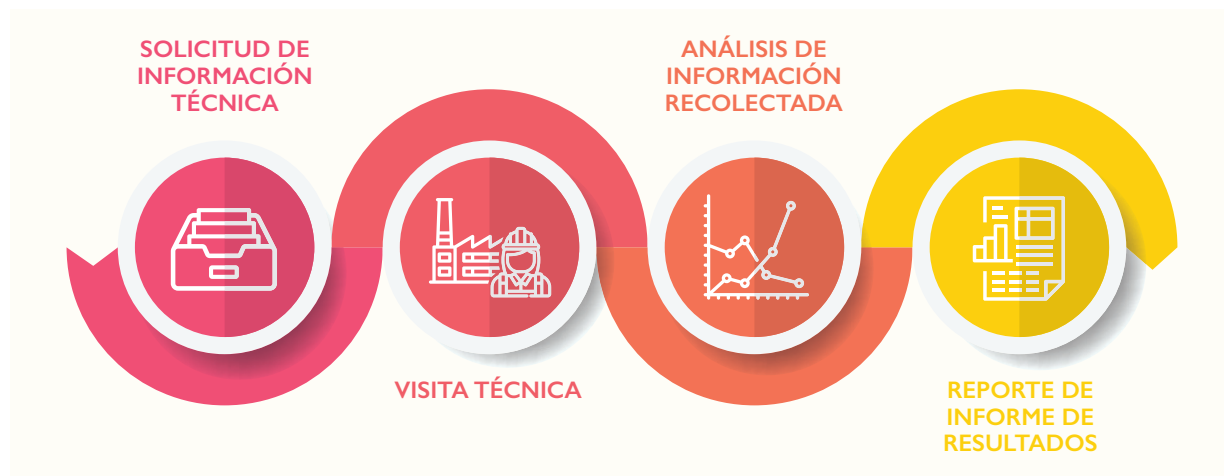 SOLICITUD DE
INFORMACIÓN
TÉCNICA
VISITA TÉCNICA
ANÁLISIS DE
INFORMACIÓN
RECOLECTADA
REPORTE DE
INFORME DE
RESULTADOS